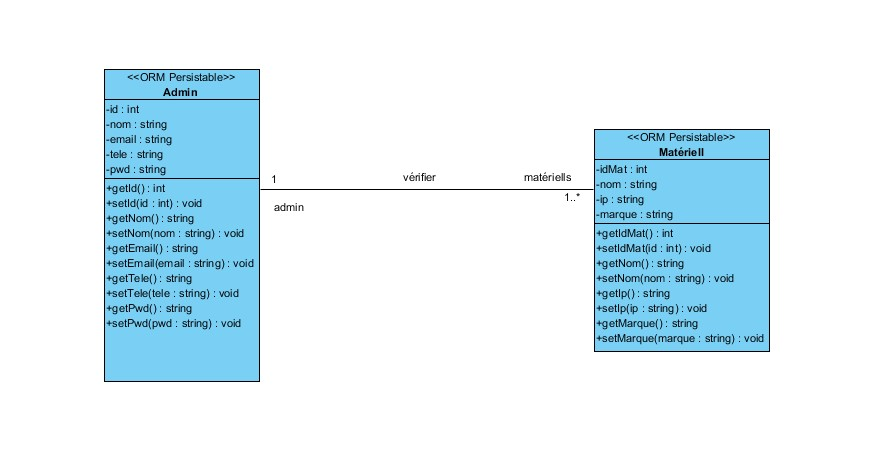 <<ORM Persistable>>
Admin
-id : int
-nom : string
-email : string
-tele : string
-pwd : string
+getId() : int
+setId(id : int) : void
+getNom() : string
+setNom(nom : string) : void
+getEmail() : string
+setEmail(email : string) : void
+getTele() : string
+setTele(tele : string) : void
+getPwd() : string
+setPwd(pwd : string) : void
1
admin
vérifier
matériells
1..*
<<ORM Persistable>>
Matériell
-idMat : int
-nom : string
-ip : string
-marque : string
+getIdMat() : int
+setIdMat(id : int) : void
+getNom() : string
+setNom(nom : string) : void
+getIp() : string
+setIp(ip : string) : void
+getMarque() : string
+setMarque(marque : string) : void